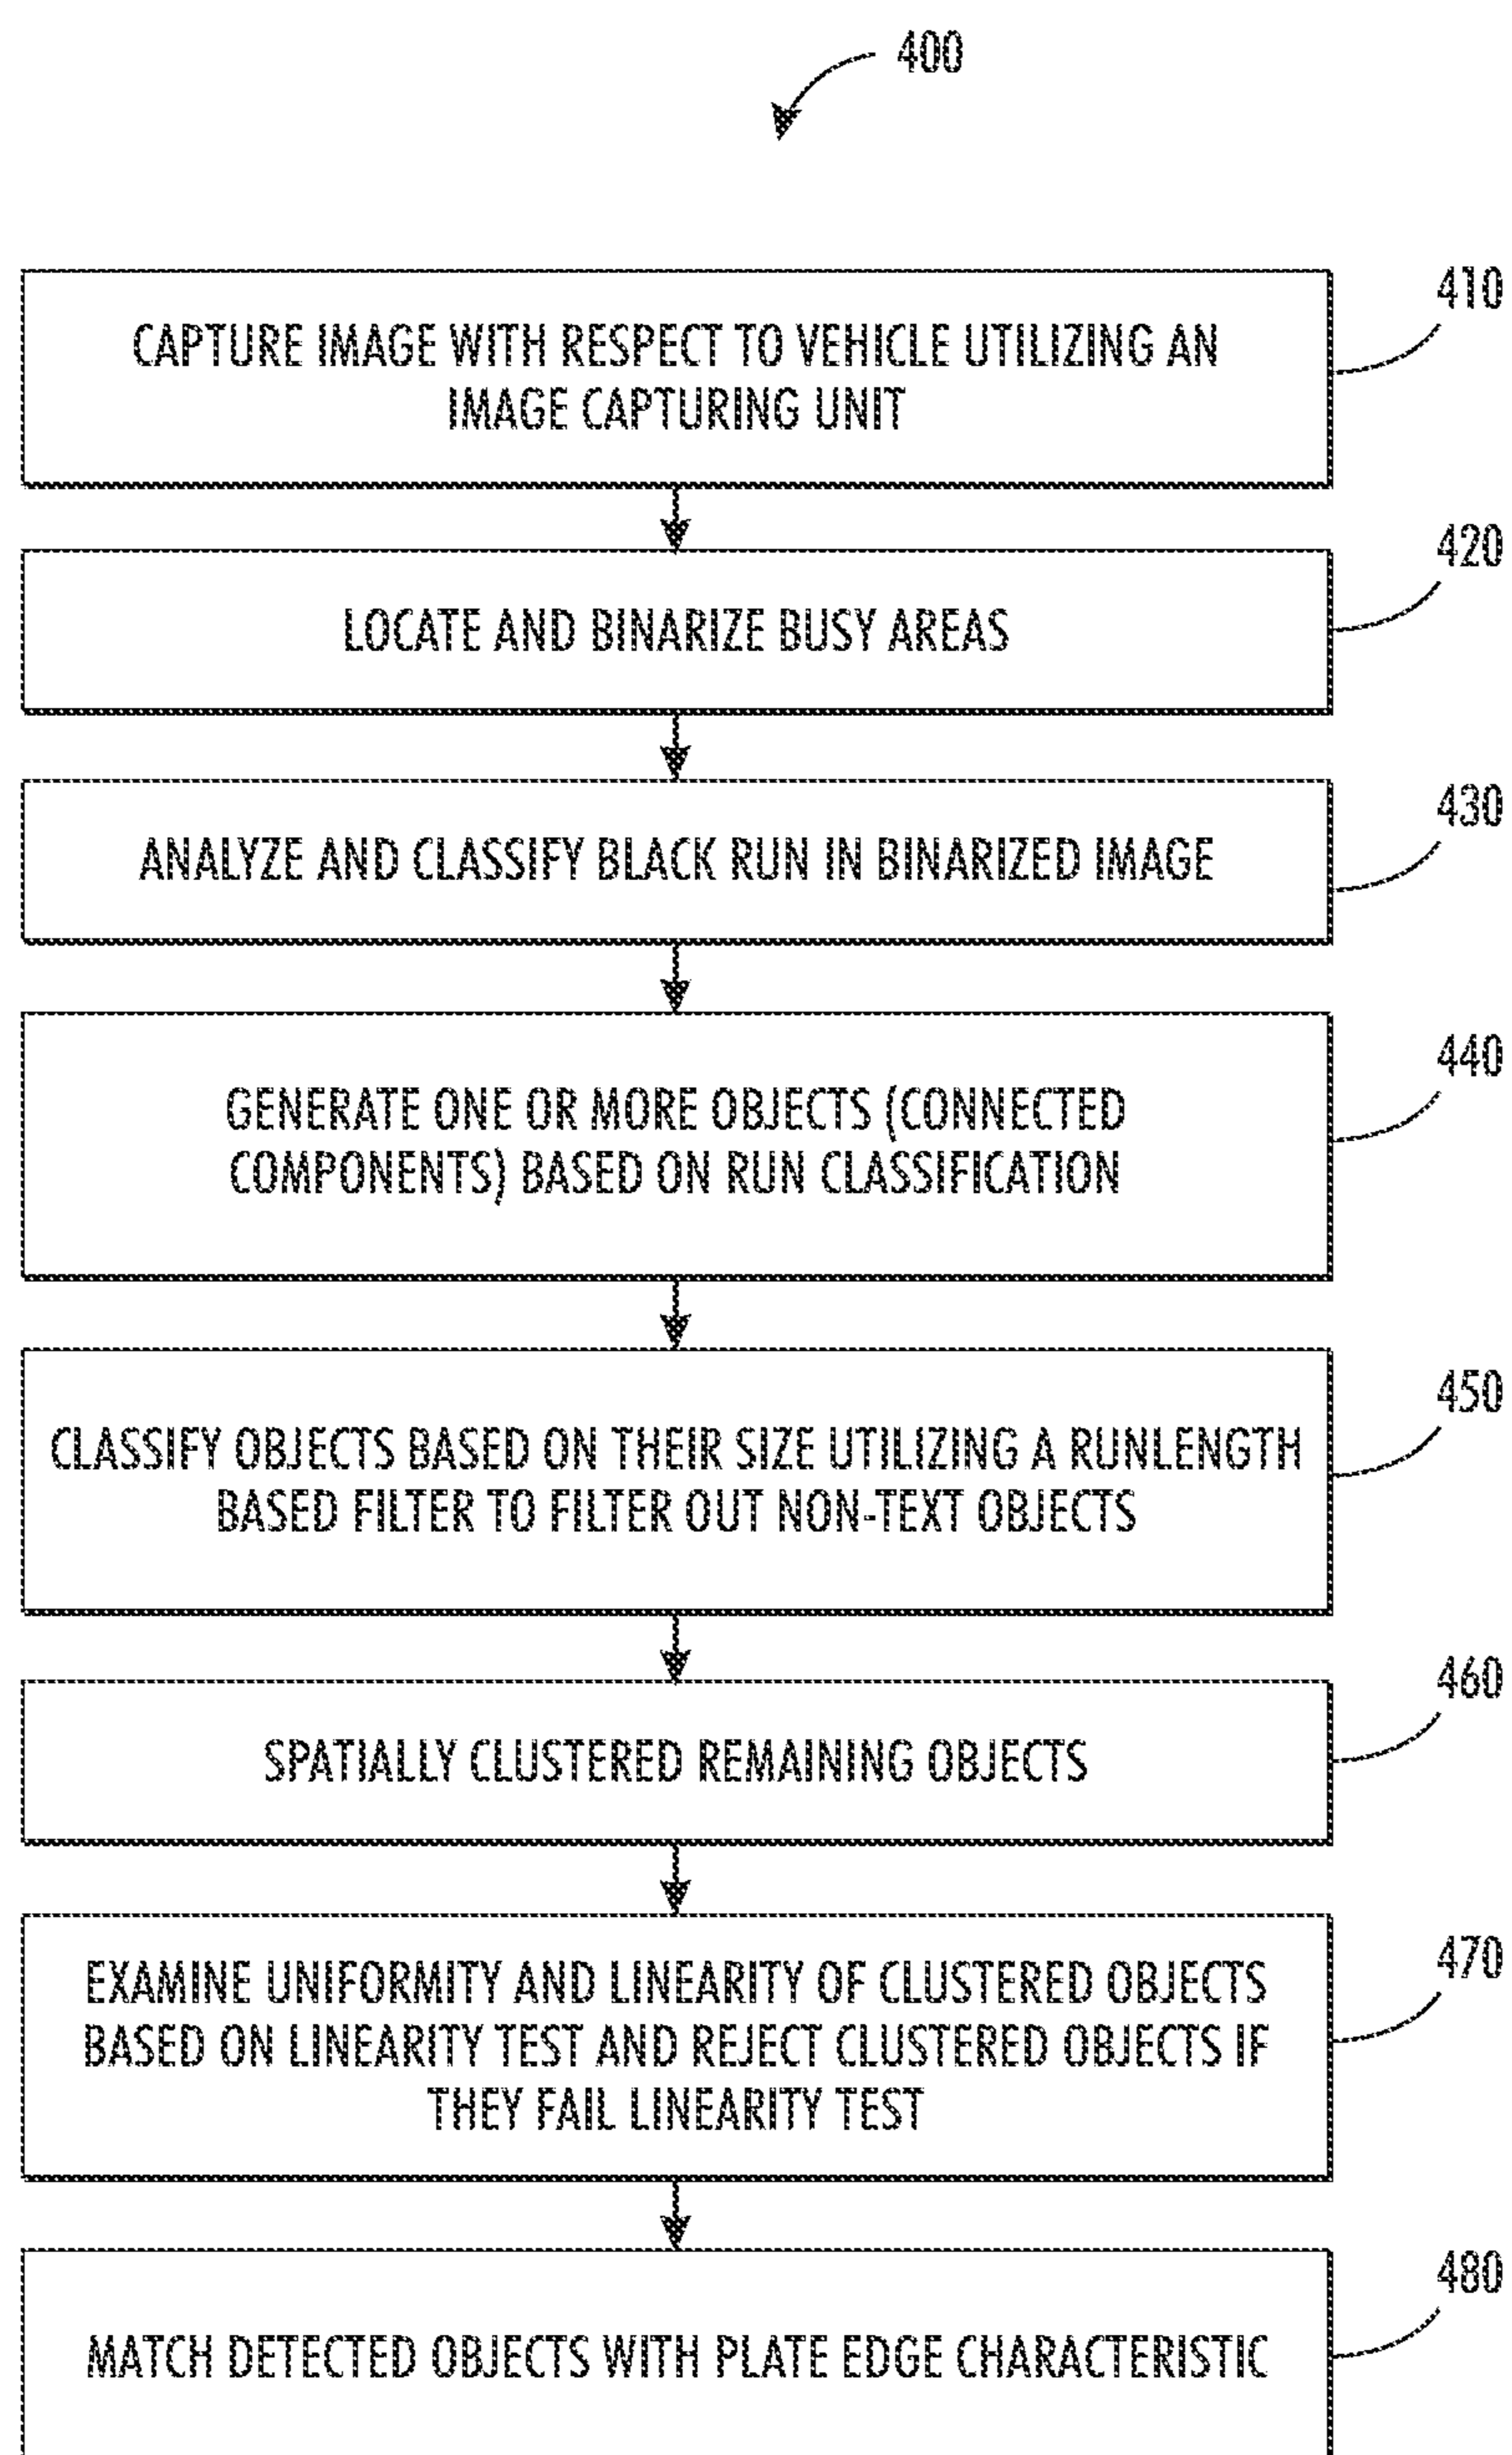 400
410
CAPTURE IMAGE WITH RESPECT TO VEHICLE UTILIZING AN
IMAGE CAPTURING UNIT
420
LOCATE AND BINARIZE BUSY AREAS
430
ANALYZE AND CLASSIFY BLACK RUN IN BINARIZED IMAGE
440
GENERATE ONE OR MORE OBJECTS (CONNECTED
COMPONENTS) BASED ON RUN CLASSIFICATION
450
CLASSIFY OBJECTS BASED ON THEIR SIZE UTILIZING A RUNLENGTH
BASED FILTER TO FILTER OUT NON-TEXT OBJECTS
460
SPATIALLY CLUSTERED REMAINING OBJECTS
470
EXAMINE UNIFORMITY AND LINEARITY OF CLUSTERED OBJECTS
BASED ON LINEARITY TEST AND REJECT CLUSTERED OBJECTS IF
THEY FAIL LINEARITY TEST
480
MATCH DETECTED OBJECTS WITH PLATE EDGE CHARACTERISTIC